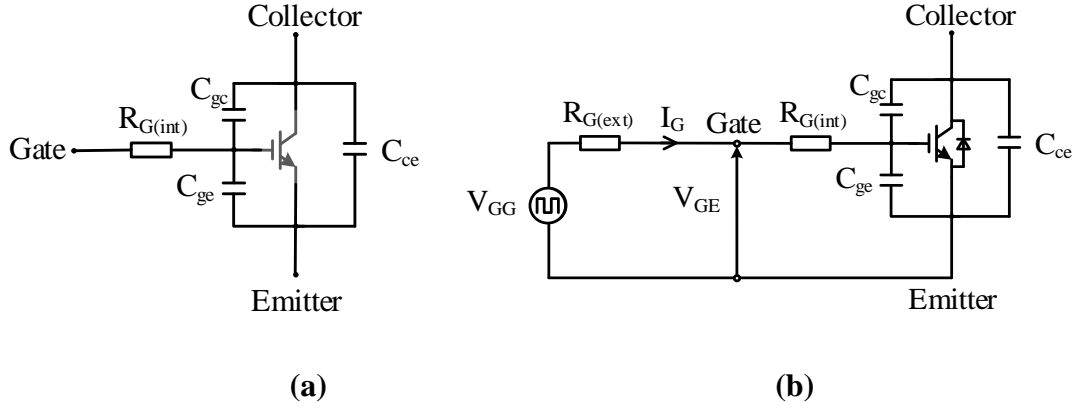 Collector
C_gc
R_G(int)
Gate
C_ge
C_ce
Emitter
(a)
Collector
C_gc
R_G(ext)
I_G
Gate
R_G(int)
C_ge
C_ce
V_GG
V_GE
Emitter
(b)